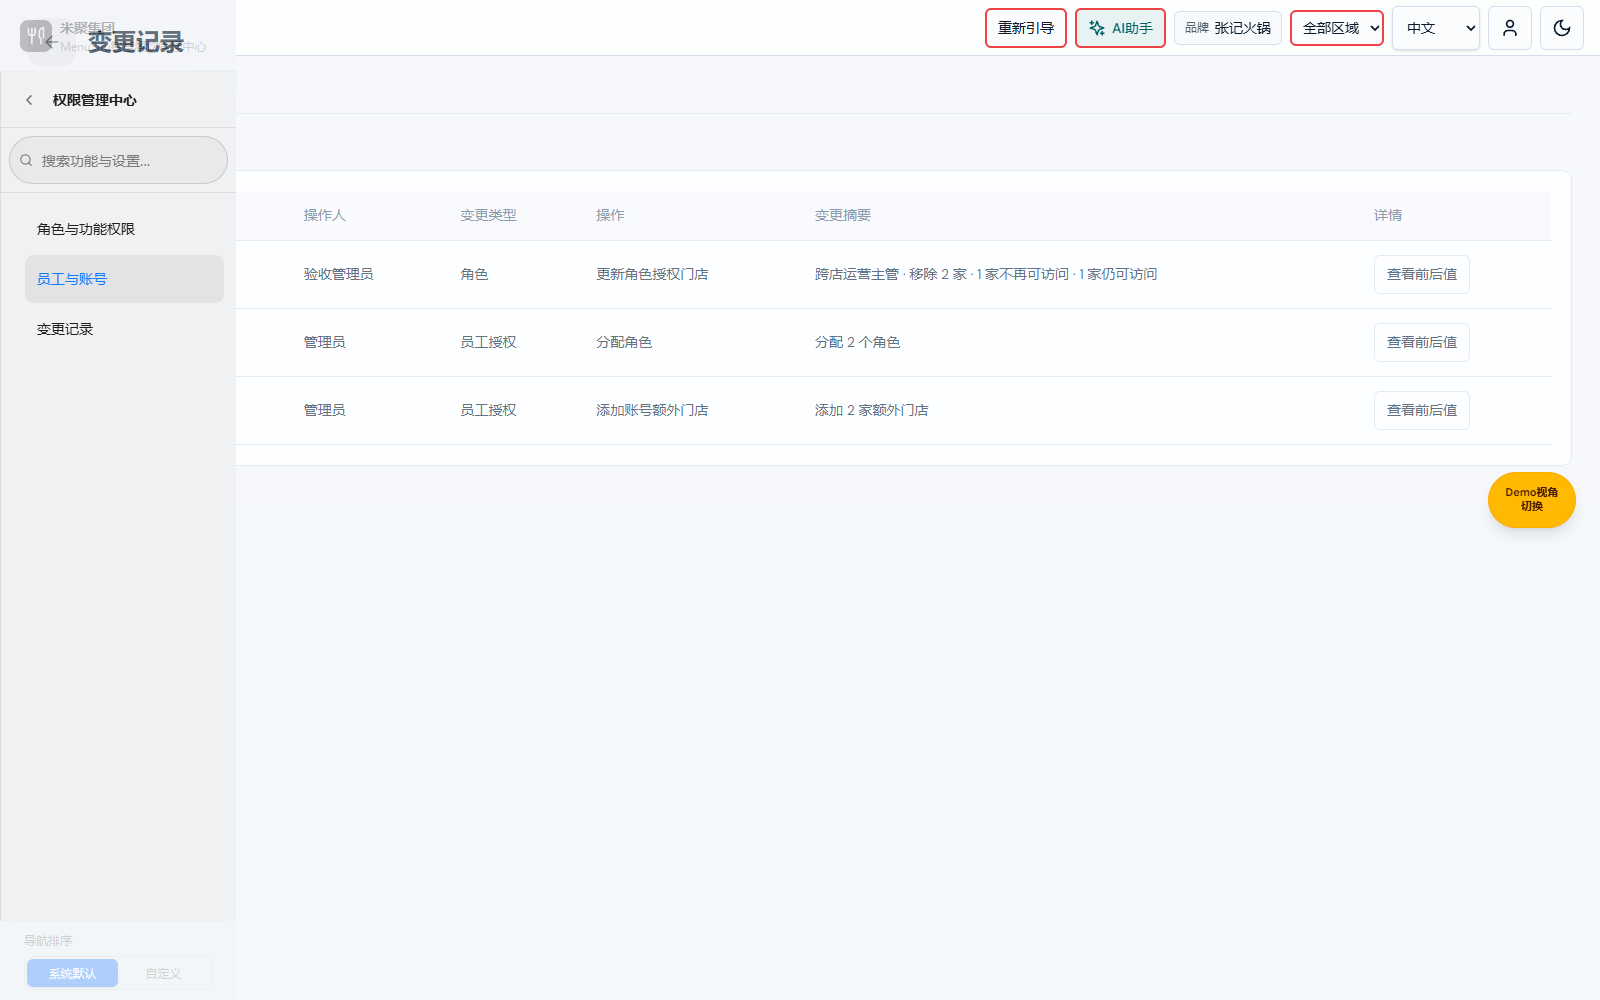 米聚集团
变更记录
重新引导
AI助手
品牌 张记火锅
全部区域
中文
权限管理中心
搜索功能与设置...
角色与功能权限
员工与账号
变更记录
操作人 变更类型 操作 变更摘要 详情
验收管理员 角色 更新角色授权门店 跨店运营主管 · 移除 2 家 · 1 家不再可访问 · 1 家仍可访问 查看前后值
管理员 员工授权 分配角色 分配 2 个角色 查看前后值
管理员 员工授权 添加账号额外门店 添加 2 家额外门店 查看前后值
Demo视角
切换
导航排序
系统默认 自定义